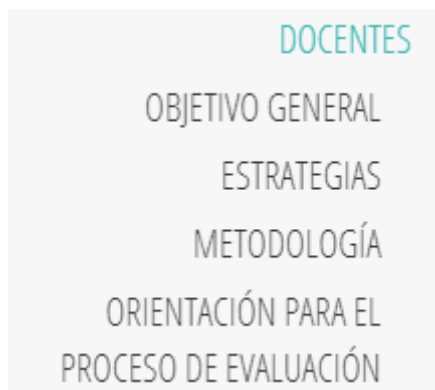 DOCENTES
OBJETIVO GENERAL
ESTRATEGIAS
METODOLOGÍA
ORIENTACIÓN PARA EL
PROCESO DE EVALUACIÓN